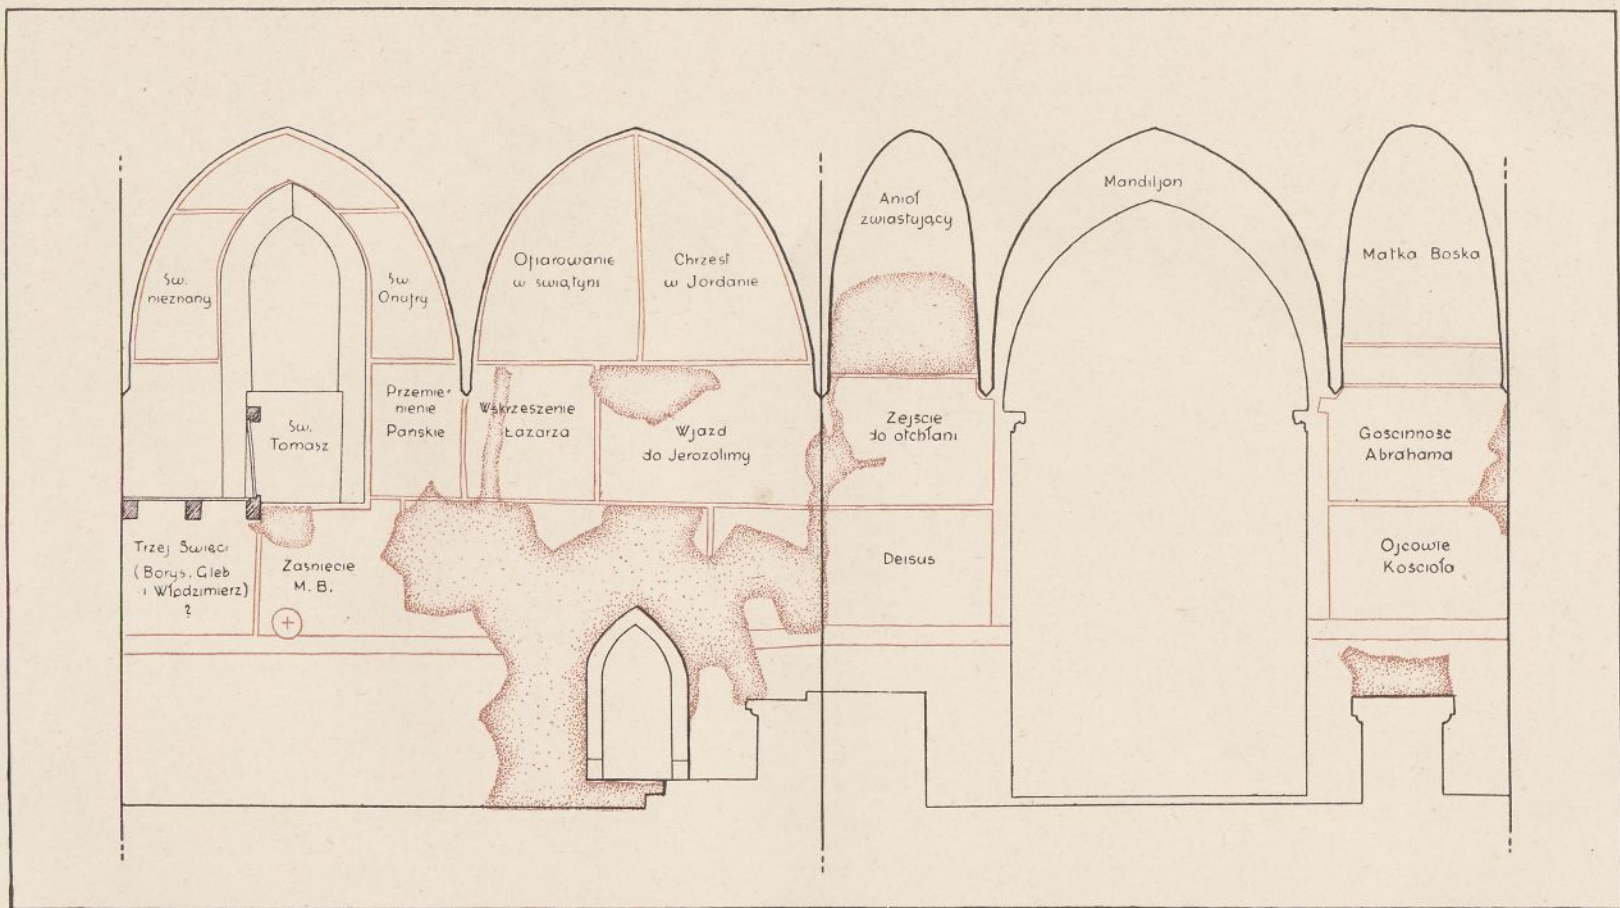 Św.
nieznany
Św.
Onufry
Ofiarowanie
w świątyni
Chrzest
w Jordanie
Anioł
zwiastujący
Mandiljon
Matka Boska
Św.
Tomasz
Przemie-
nienie
Pańskie
Wskrzeszenie
Łazarza
Wjazd
do Jerozolimy
Zejście
do otchłani
Gościnność
Abrahama
Trzej Święci
(Borys, Gleb
i Włodzimierz)
?
Zaśnięcie
M. B.
Deisus
Ojcowie
Kościoła